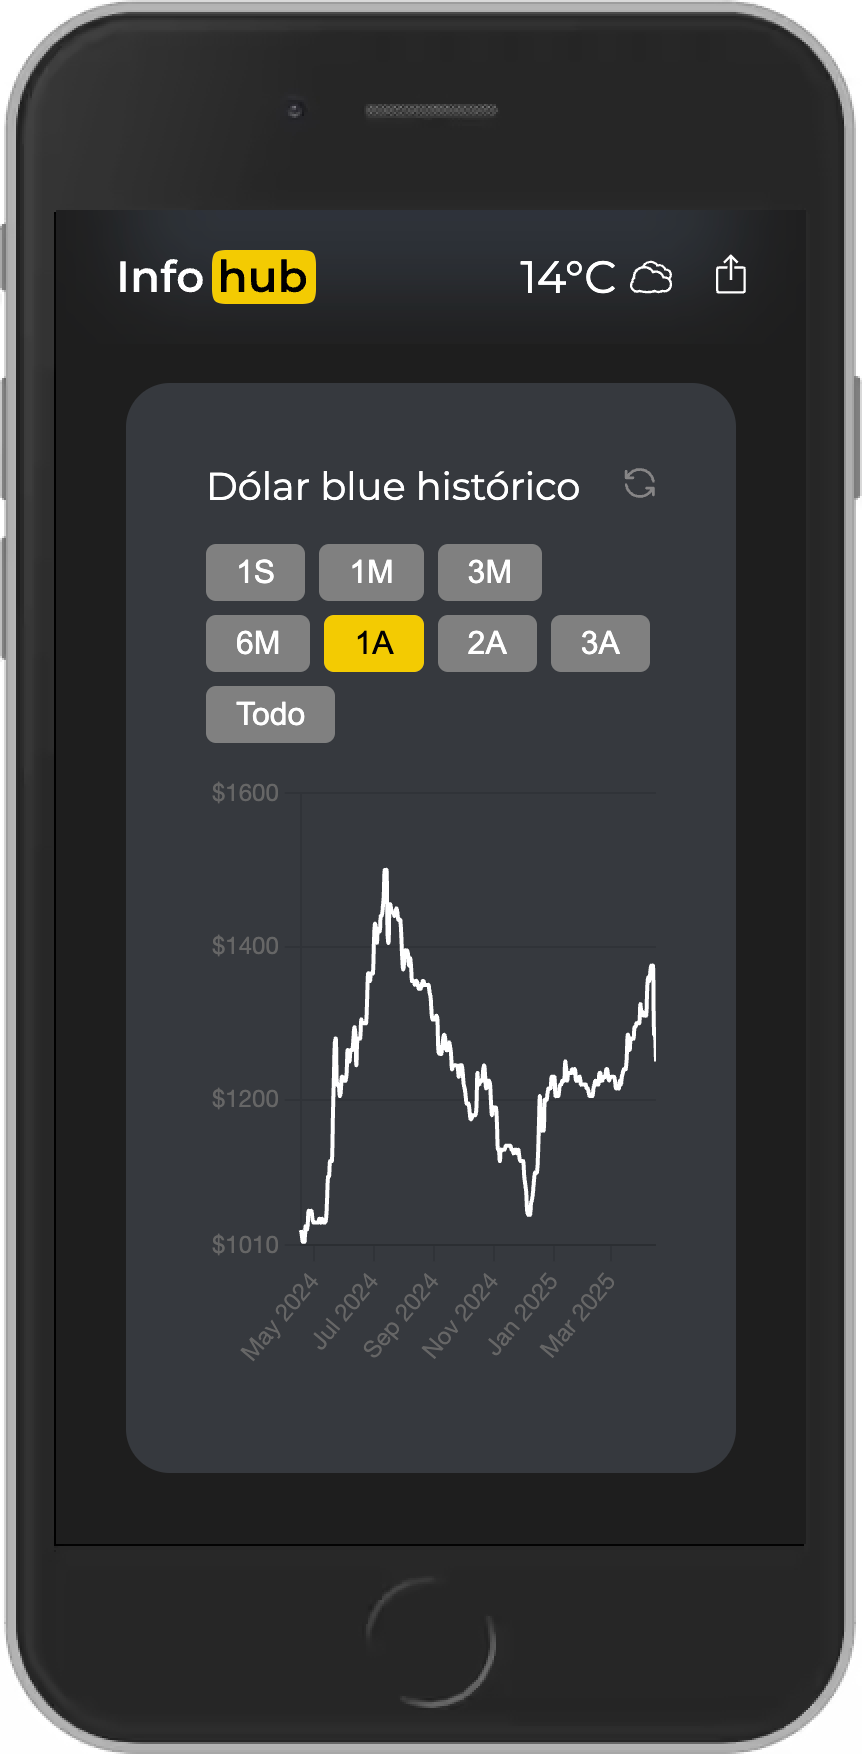 Info hub 14°C
Dólar blue histórico
1S 1M 3M
6M 1A 2A 3A
Todo
$1600
$1400
$1200
$1010
May 2024 Jul 2024 Sep 2024 Nov 2024 Jan 2025 Mar 2025